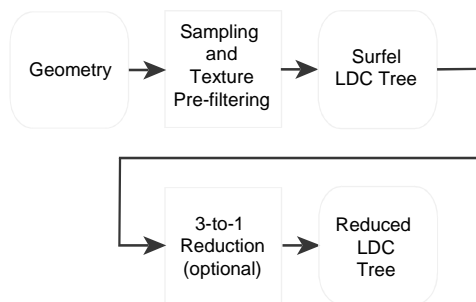 Geometry
Sampling
and
Texture
Pre-filtering
Surfel
LDC Tree
3-to-1
Reduction
(optional)
Reduced
LDC
Tree